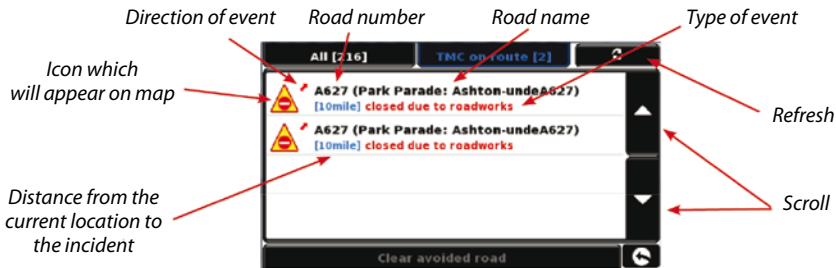 Direction of event
Road number
Road name
Type of event
Icon which
will appear on map
All [216]
TMC on route [2]
A627 (Park Parade: Ashton-undeA627)
[10mile] closed due to roadworks
A627 (Park Parade: Ashton-undeA627)
[10mile] closed due to roadworks
Refresh
Distance from the
current location to
the incident
Scroll
Clear avoided road